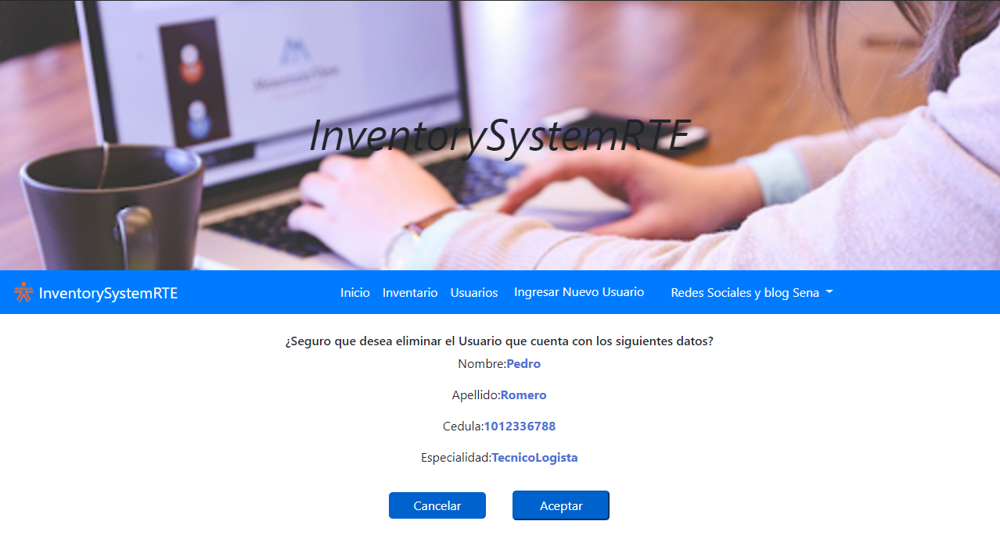 InventorySystemRTE
SENA
InventorySystemRTE
Inicio
Inventario
Usuarios
Ingresar Nuevo Usuario
Redes Sociales y blog Sena
¿Seguro que desea eliminar el Usuario que cuenta con los siguientes datos?
Nombre:Pedro
Apellido:Romero
Cedula:1012336788
Especialidad:TecnicoLogista
Cancelar
Aceptar